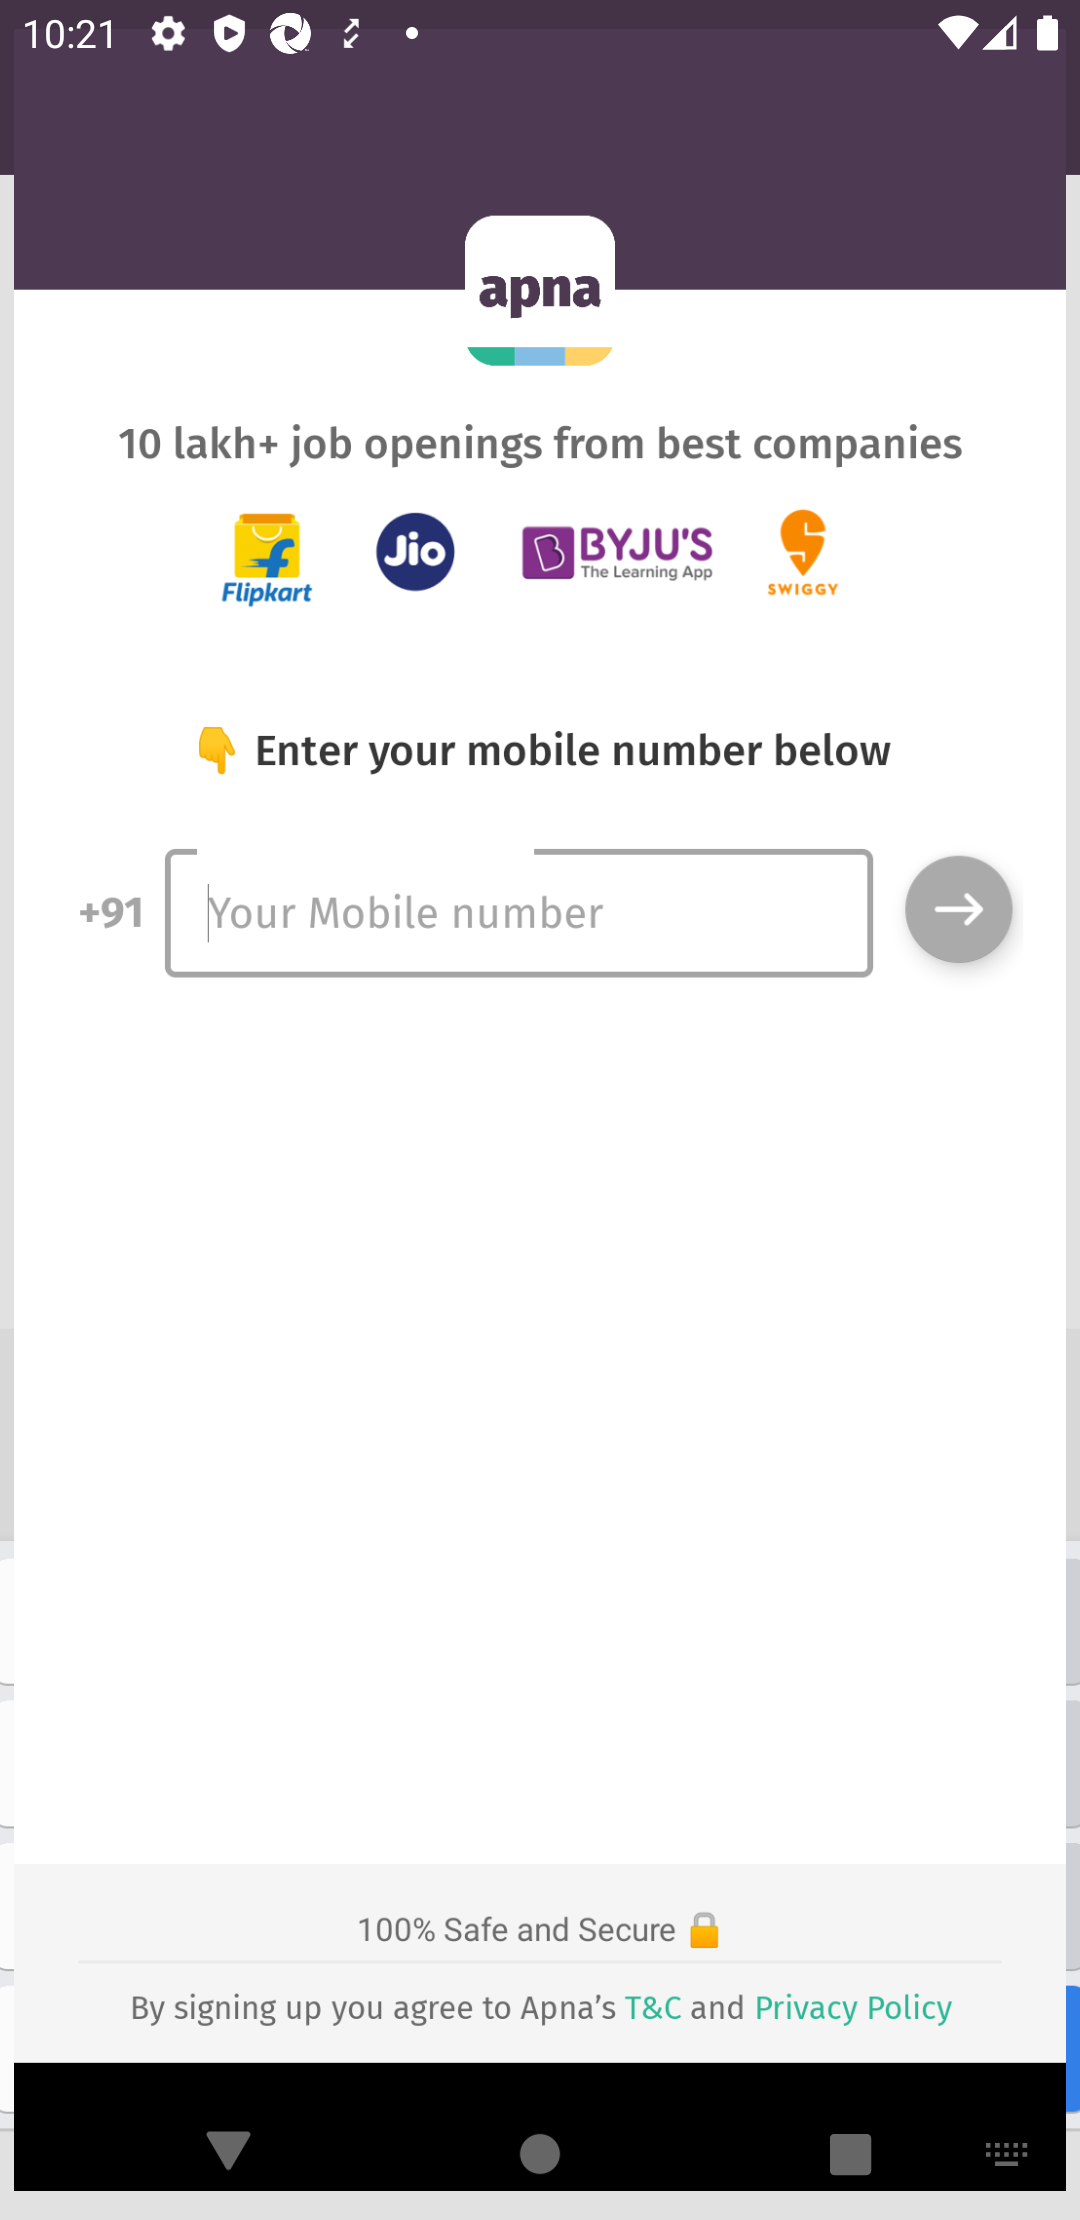 10:21
apna
10 lakh+ job openings from best companies
Flipkart
Jio
BYJU'S
The Learning App
SWIGGY
👇 Enter your mobile number below
+91 Your Mobile number
100% Safe and Secure 🔒
By signing up you agree to Apna’s T&C and Privacy Policy